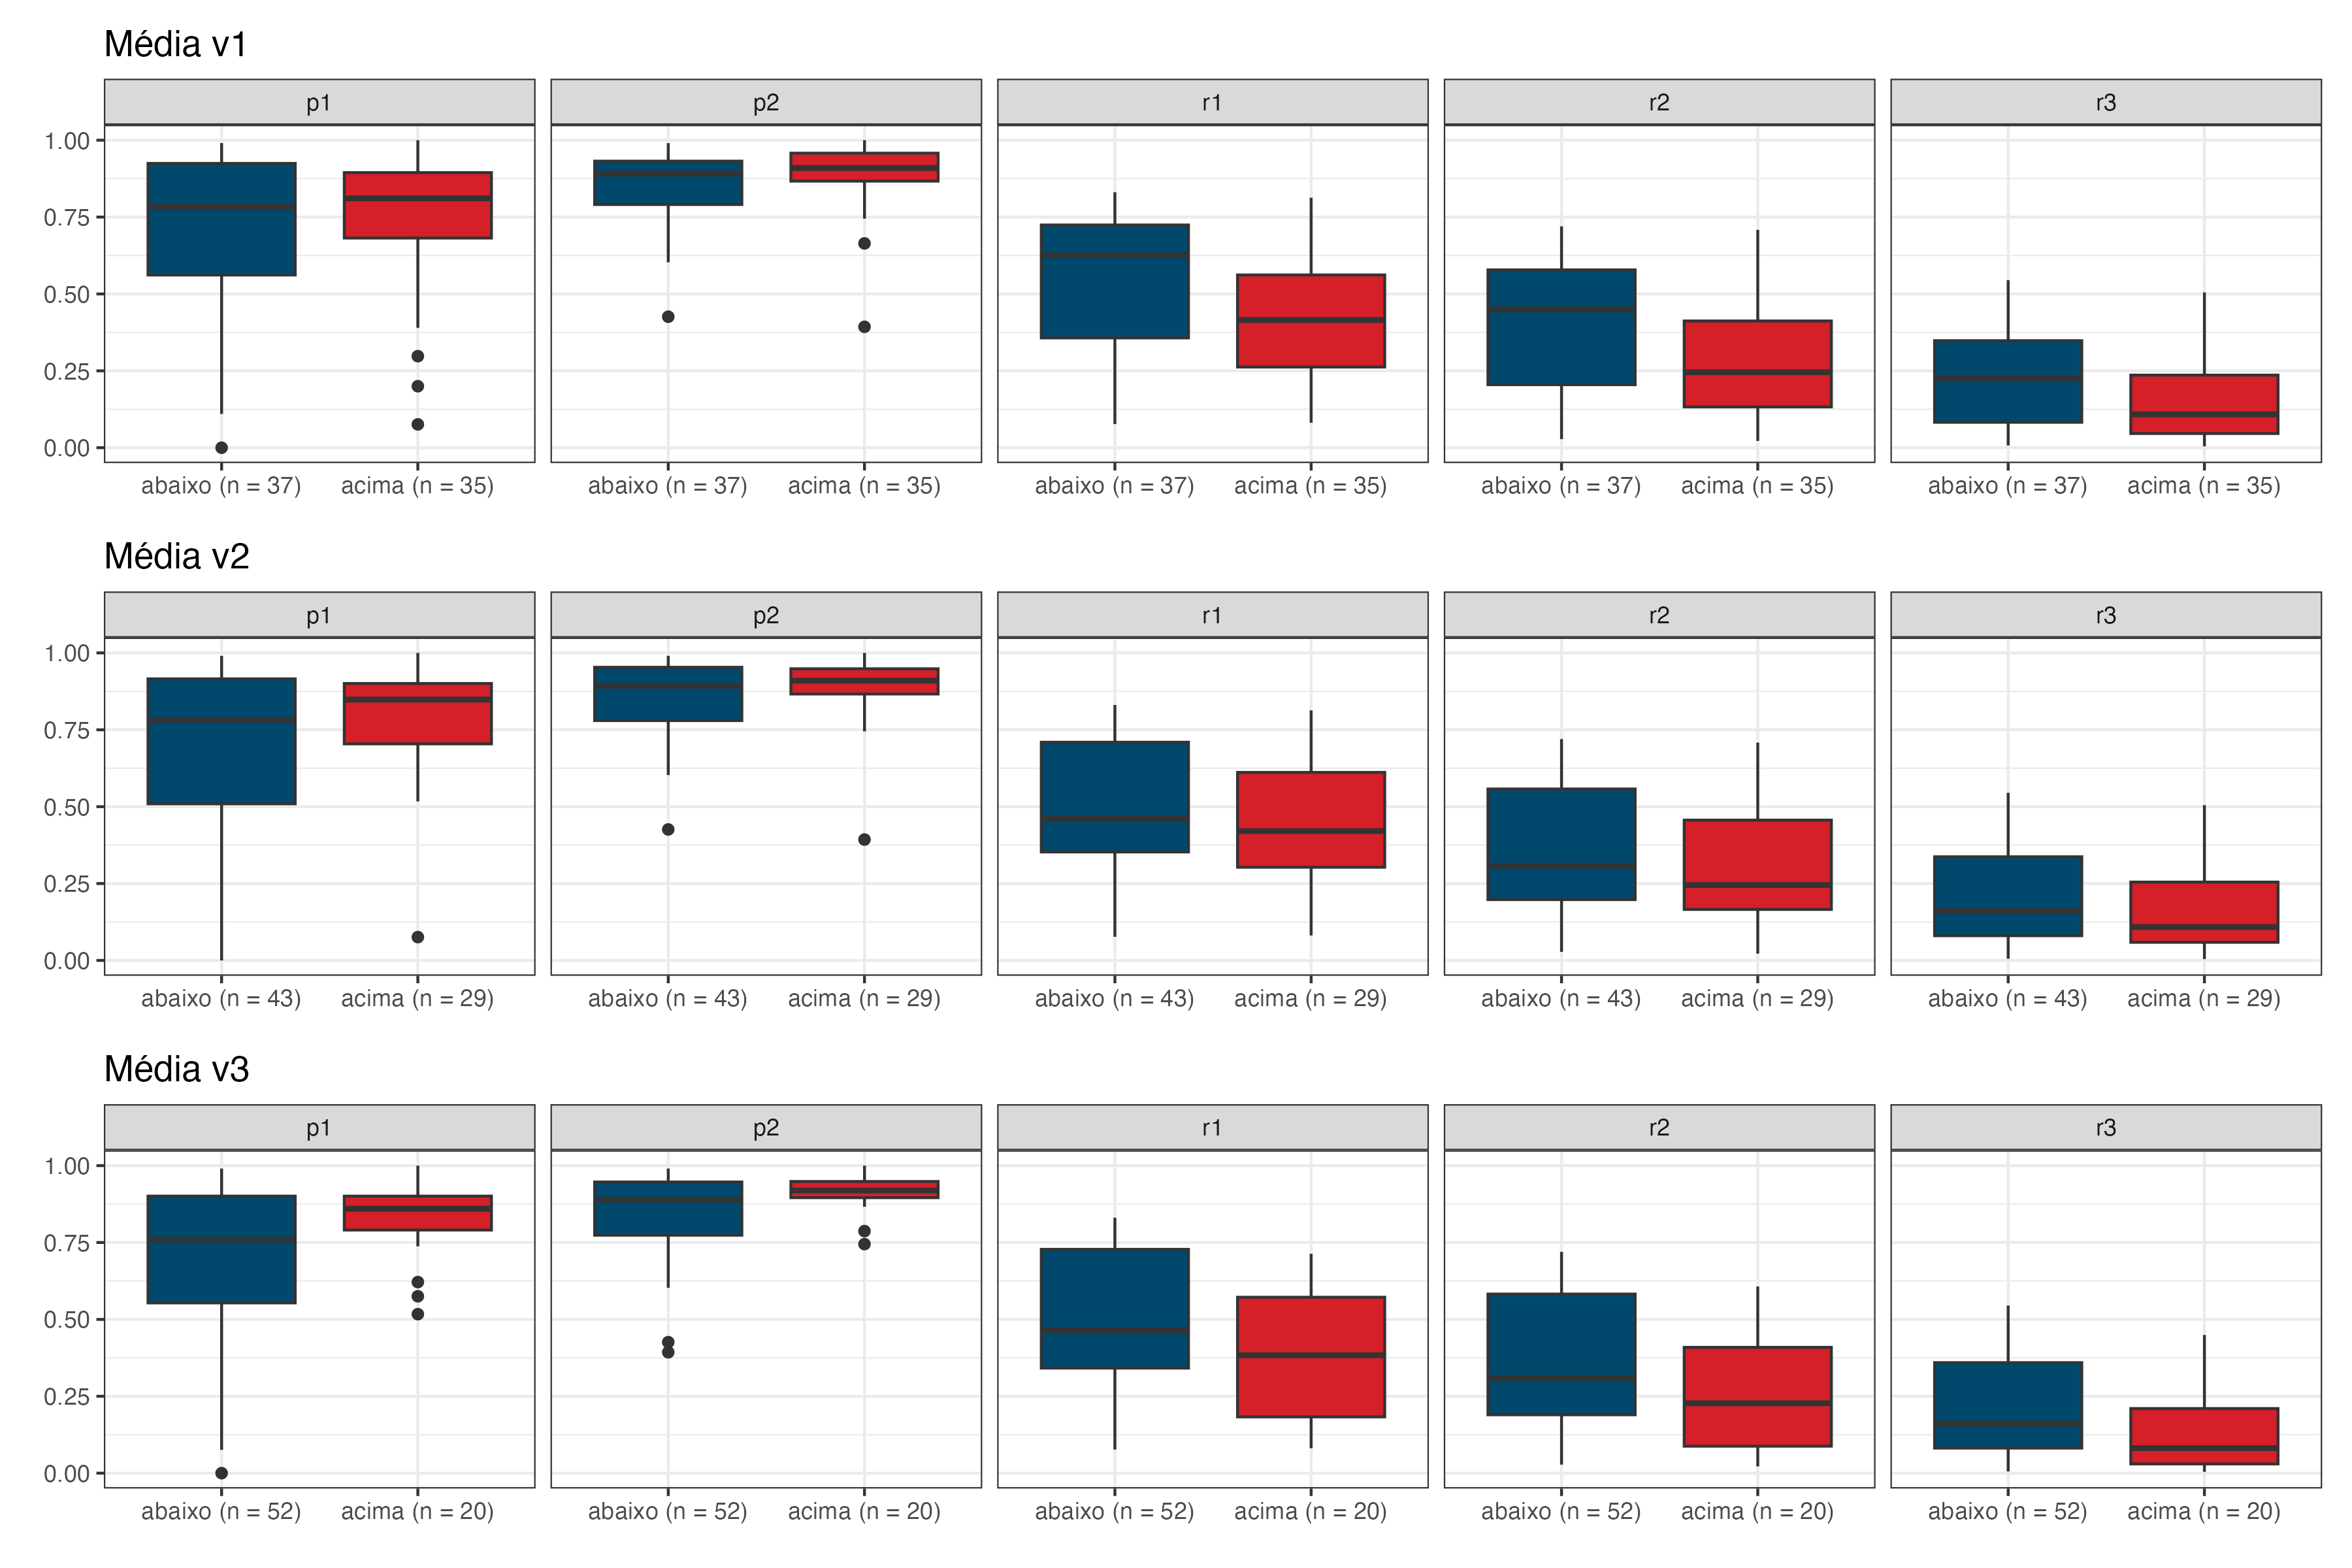 Média v1
p1 p2 r1 r2 r3
1.00
0.75
0.50
0.25
0.00
abaixo (n = 37) acima (n = 35) abaixo (n = 37) acima (n = 35) abaixo (n = 37) acima (n = 35) abaixo (n = 37) acima (n = 35) abaixo (n = 37) acima (n = 35)
Média v2
p1 p2 r1 r2 r3
1.00
0.75
0.50
0.25
0.00
abaixo (n = 43) acima (n = 29) abaixo (n = 43) acima (n = 29) abaixo (n = 43) acima (n = 29) abaixo (n = 43) acima (n = 29) abaixo (n = 43) acima (n = 29)
Média v3
p1 p2 r1 r2 r3
1.00
0.75
0.50
0.25
0.00
abaixo (n = 52) acima (n = 20) abaixo (n = 52) acima (n = 20) abaixo (n = 52) acima (n = 20) abaixo (n = 52) acima (n = 20) abaixo (n = 52) acima (n = 20)